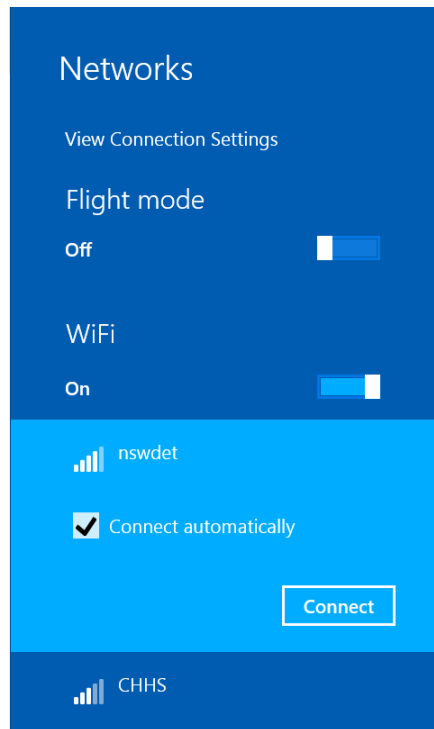 Networks
View Connection Settings
Flight mode
Off
WiFi
On
nswdet
Connect automatically
Connect
CHHS